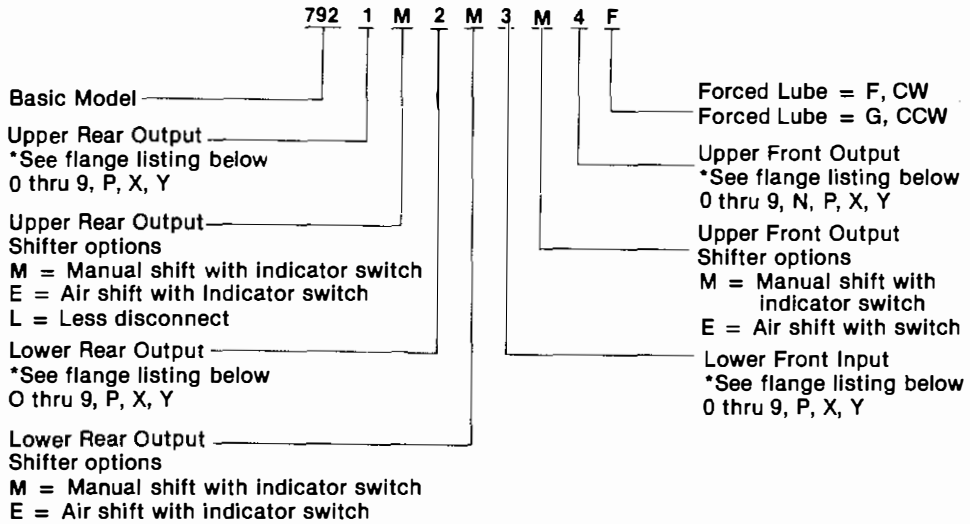 792 1 M 2 M 3 M 4 F
Basic Model
Upper Rear Output
*See flange listing below
0 thru 9, P, X, Y
Upper Rear Output
Shifter options
M = Manual shift with indicator switch
E = Air shift with Indicator switch
L = Less disconnect
Lower Rear Output
*See flange listing below
O thru 9, P, X, Y
Lower Rear Output
Shifter options
M = Manual shift with indicator switch
E = Air shift with indicator switch
Forced Lube = F, CW
Forced Lube = G, CCW
Upper Front Output
*See flange listing below
0 thru 9, N, P, X, Y
Upper Front Output
Shifter options
M = Manual shift with
indicator switch
E = Air shift with switch
Lower Front Input
*See flange listing below
0 thru 9, P, X, Y